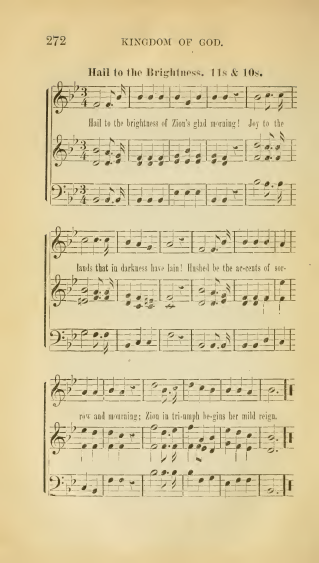 272 KINGDOM OF GOD.
Hail to the Brightness. 11s & 10s.
Hail to the brightness of Zion's glad morning! Joy to the
lands that in darkness have lain! Hushed be the ac-cents of sor-
row and mourning; Zion in tri-umph be-gins her mild reign.